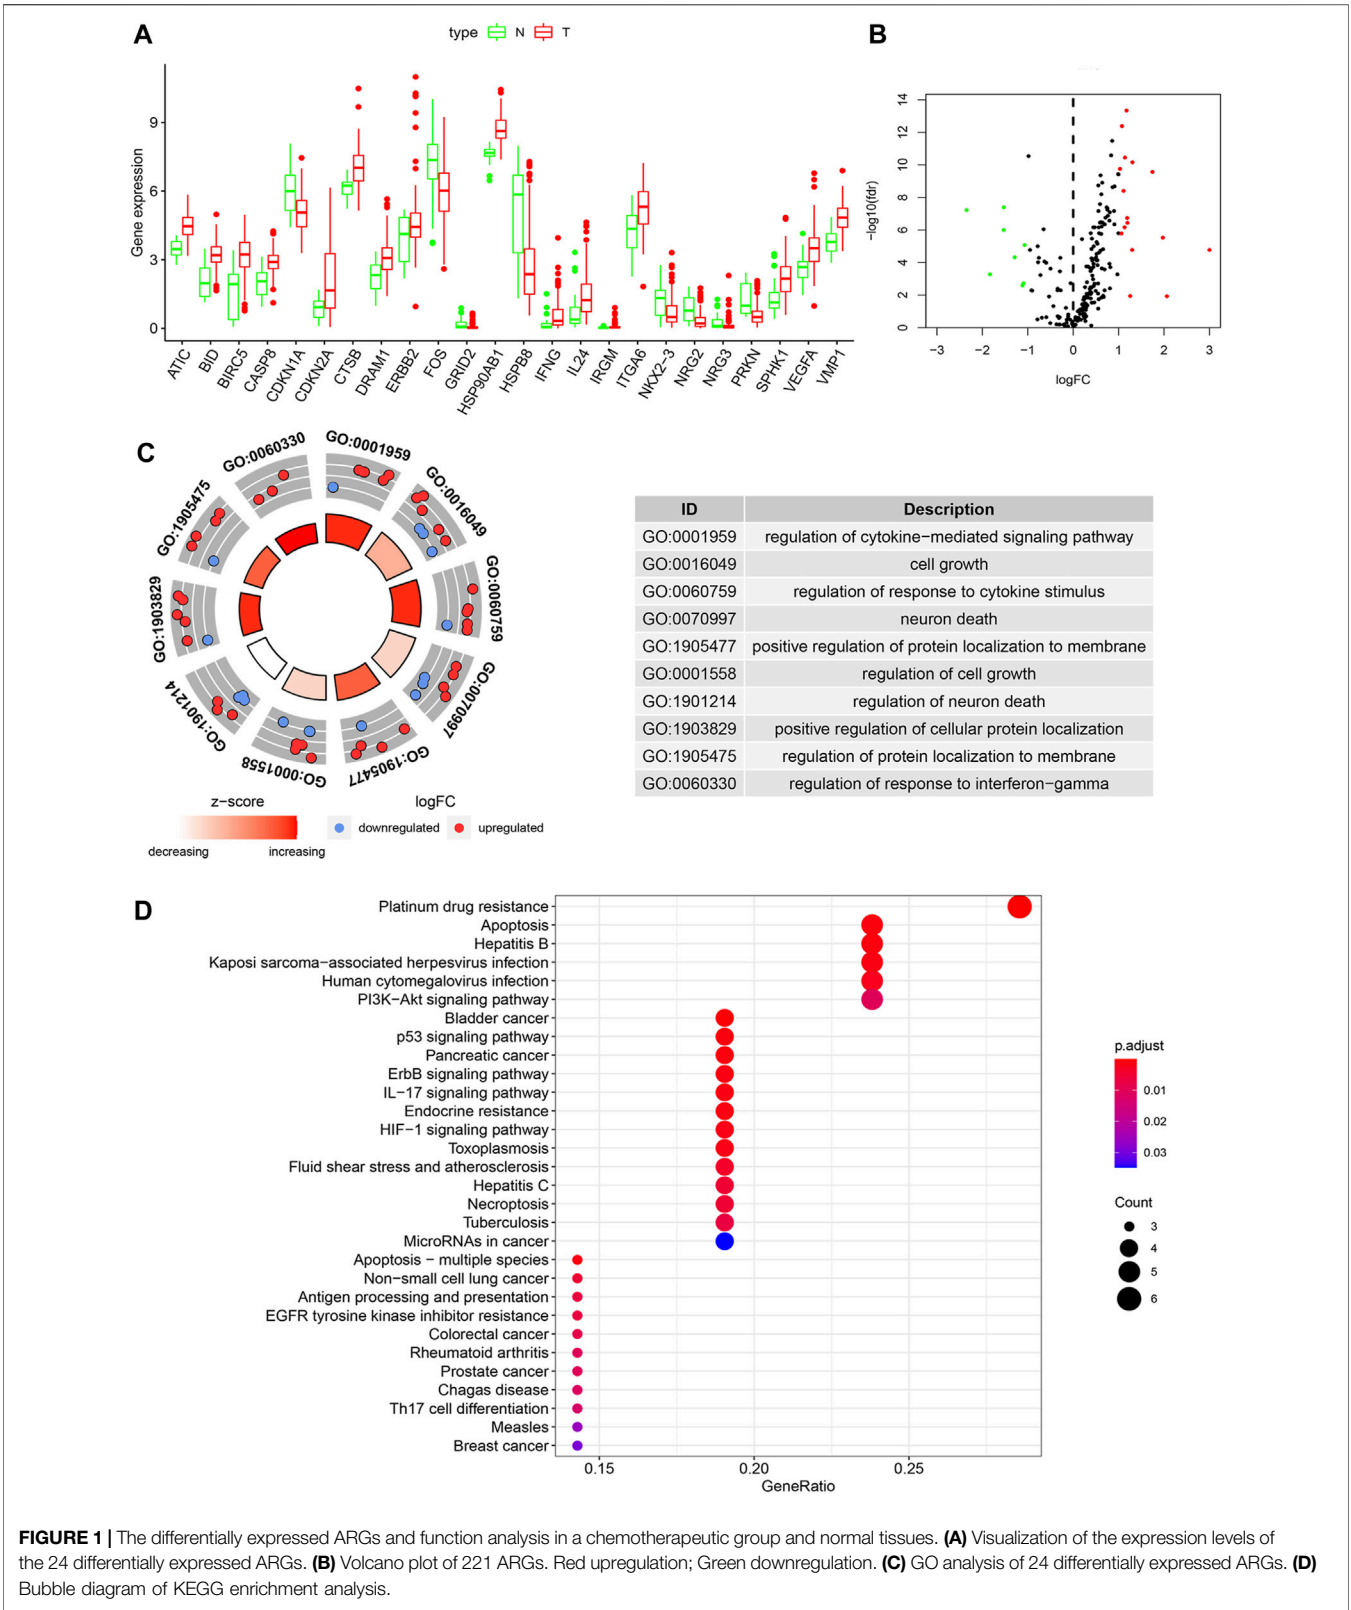 A
type N T
Gene expression
9
6
3
0
ATIC
BID
BIRC5
CASP8
CDKN1A
CDKN2A
CTSB
DRAM1
ERBB2
FOS
GRID2
HSP90AB1
HSPB8
IFNG
IL24
IRGM
ITGA6
NKX2−3
NRG2
NRG3
PRKN
SPHK1
VEGFA
VMP1
B
−log10(fdr)
14
12
10
8
6
4
2
0
−3 −2 −1 0 1 2 3
logFC
C
GO:0001959
GO:0016049
GO:0060759
GO:0070997
GO:1905477
GO:0001558
GO:1901214
GO:1903829
GO:1905475
GO:0060330
z−score
decreasing increasing
logFC
downregulated upregulated
ID Description
GO:0001959 regulation of cytokine−mediated signaling pathway
GO:0016049 cell growth
GO:0060759 regulation of response to cytokine stimulus
GO:0070997 neuron death
GO:1905477 positive regulation of protein localization to membrane
GO:0001558 regulation of cell growth
GO:1901214 regulation of neuron death
GO:1903829 positive regulation of cellular protein localization
GO:1905475 regulation of protein localization to membrane
GO:0060330 regulation of response to interferon−gamma
D
Platinum drug resistance
Apoptosis
Hepatitis B
Kaposi sarcoma−associated herpesvirus infection
Human cytomegalovirus infection
PI3K−Akt signaling pathway
Bladder cancer
p53 signaling pathway
Pancreatic cancer
ErbB signaling pathway
IL−17 signaling pathway
Endocrine resistance
HIF−1 signaling pathway
Toxoplasmosis
Fluid shear stress and atherosclerosis
Hepatitis C
Necroptosis
Tuberculosis
MicroRNAs in cancer
Apoptosis − multiple species
Non−small cell lung cancer
Antigen processing and presentation
EGFR tyrosine kinase inhibitor resistance
Colorectal cancer
Rheumatoid arthritis
Prostate cancer
Chagas disease
Th17 cell differentiation
Measles
Breast cancer
0.15 0.20 0.25
GeneRatio
p.adjust
0.01
0.02
0.03
Count
3
4
5
6
FIGURE 1 | The differentially expressed ARGs and function analysis in a chemotherapeutic group and normal tissues. (A) Visualization of the expression levels of
the 24 differentially expressed ARGs. (B) Volcano plot of 221 ARGs. Red upregulation; Green downregulation. (C) GO analysis of 24 differentially expressed ARGs. (D)
Bubble diagram of KEGG enrichment analysis.